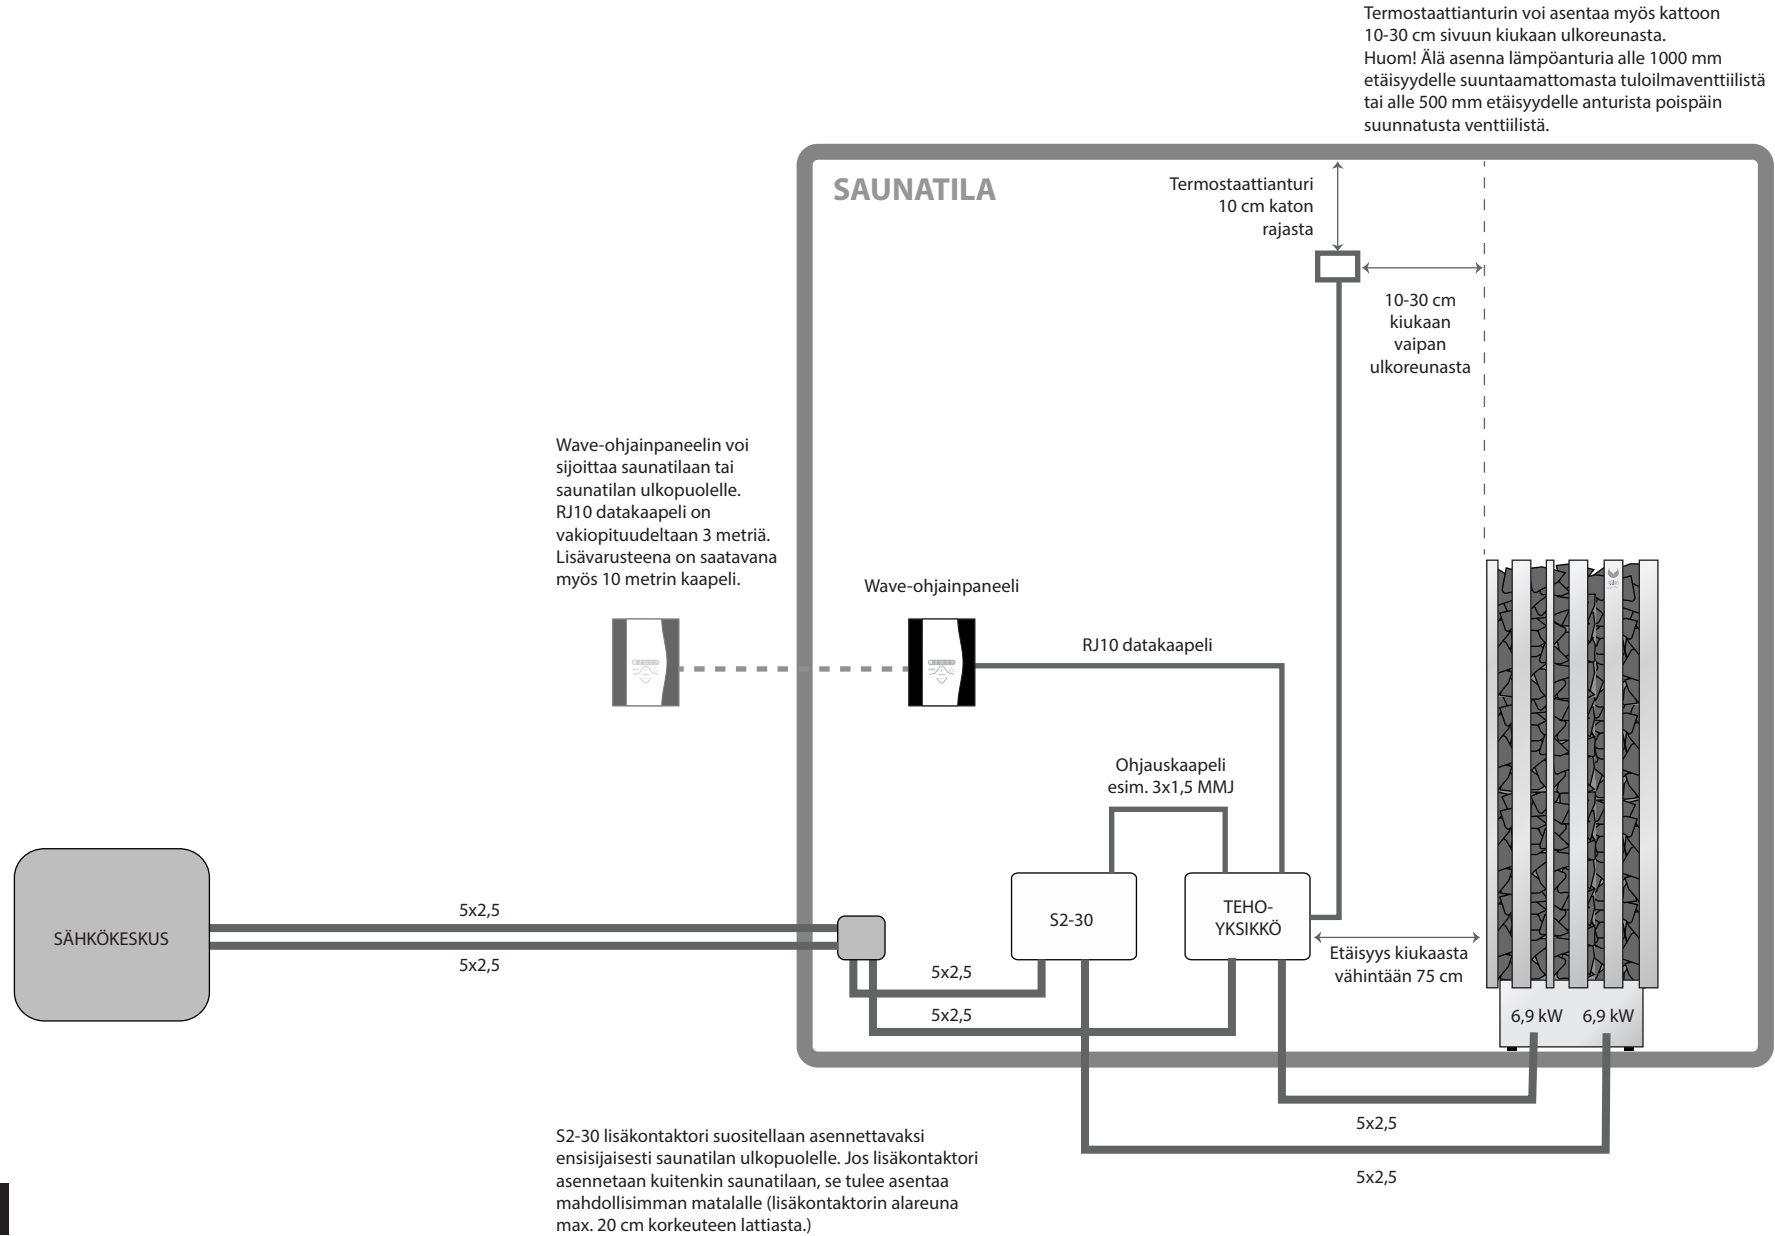 Termostaattianturin voi asentaa myös kattoon
10-30 cm sivuun kiukaan ulkoreunasta.
Huom! Älä asenna lämpöanturia alle 1000 mm
etäisyydelle suuntaamattomasta tuloilmaventtiilistä
tai alle 500 mm etäisyydelle anturista poispäin
suunnatusta venttiilistä.
SAUNATILA
Termostaattianturi
10 cm katon
rajasta
10-30 cm
kiukaan
vaipan
ulkoreunasta
Wave-ohjainpaneelin voi
sijoittaa saunatilaan tai
saunatilan ulkopuolelle.
RJ10 datakaapeli on
vakiopituudeltaan 3 metriä.
Lisävarusteena on saatavana
myös 10 metrin kaapeli.
Wave-ohjainpaneeli
RJ10 datakaapeli
Ohjauskaapeli
esim. 3x1,5 MMJ
SÄHKÖKESKUS
5x2,5
5x2,5
S2-30
TEHO-
YKSIKKÖ
5x2,5
5x2,5
Etäisyys kiukaasta
vähintään 75 cm
6,9 kW
6,9 kW
5x2,5
5x2,5
S2-30 lisäkontaktori suositellaan asennettavaksi
ensisijaisesti saunatilan ulkopuolelle. Jos lisäkontaktori
asennetaan kuitenkin saunatilaan, se tulee asentaa
mahdollisimman matalalle (lisäkontaktorin alareuna
max. 20 cm korkeuteen lattiasta.)